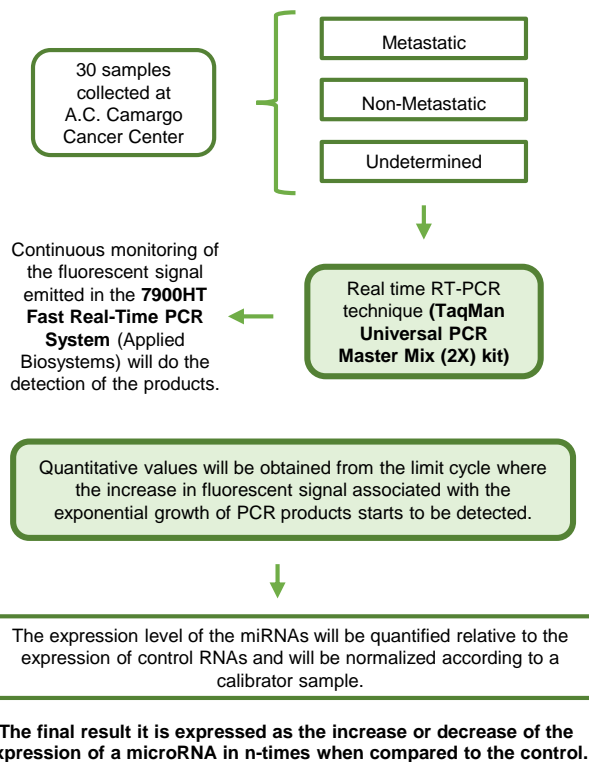 30 samples
collected at
A.C. Camargo
Cancer Center
Metastatic
Non-Metastatic
Undetermined
Continuous monitoring of
the fluorescent signal
emitted in the 7900HT
Fast Real-Time PCR
System (Applied
Biosystems) will do the
detection of the products.
Real time RT-PCR
technique (TaqMan
Universal PCR
Master Mix (2X) kit)
Quantitative values will be obtained from the limit cycle where
the increase in fluorescent signal associated with the
exponential growth of PCR products starts to be detected.
The expression level of the miRNAs will be quantified relative to the
expression of control RNAs and will be normalized according to a
calibrator sample.
The final result it is expressed as the increase or decrease of the
xpression of a microRNA in n-times when compared to the control.